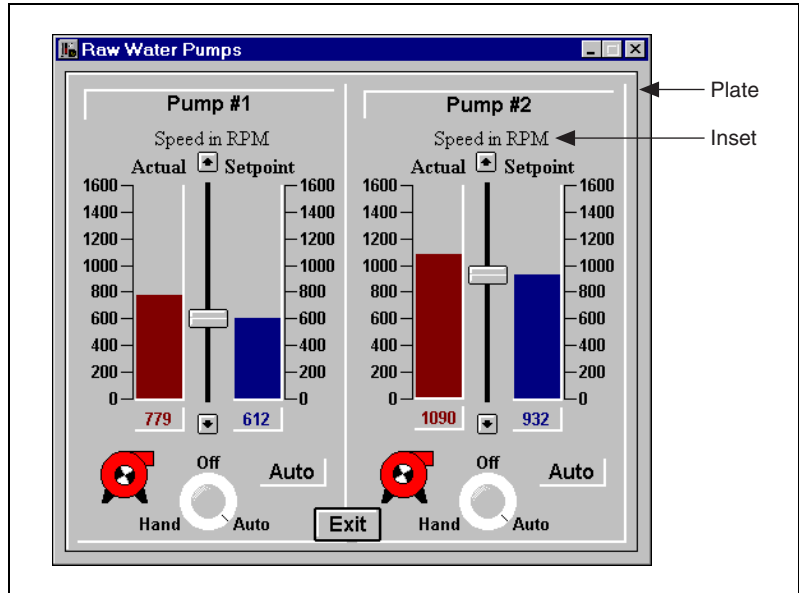 Raw Water Pumps
Plate
Inset
Pump #1
Speed in RPM
Actual Setpoint
1600 1600
1400 1400
1200 1200
1000 1000
800 800
600 600
400 400
200 200
0 0
779 612
Off
Auto
Hand Auto
Pump #2
Speed in RPM
Actual Setpoint
1600 1600
1400 1400
1200 1200
1000 1000
800 800
600 600
400 400
200 200
0 0
1090 932
Off
Auto
Hand Auto
Exit